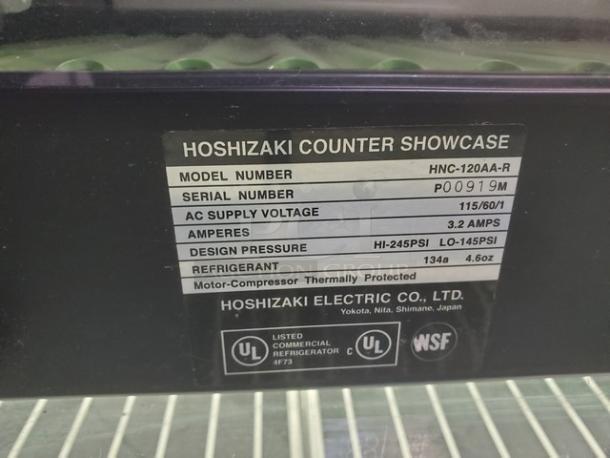 HOSHIZAKI COUNTER SHOWCASE
MODEL NUMBER HNC-120AA-R
SERIAL NUMBER P00919M
AC SUPPLY VOLTAGE 115/60/1
AMPERES 3.2 AMPS
DESIGN PRESSURE HI-245PSI LO-145PSI
REFRIGERANT 134a 4.6oz
Motor-Compressor Thermally Protected
HOSHIZAKI ELECTRIC CO., LTD.
Yokota, Nita, Shimane, Japan
UL LISTED COMMERCIAL REFRIGERATOR 4F73 C UL NSF